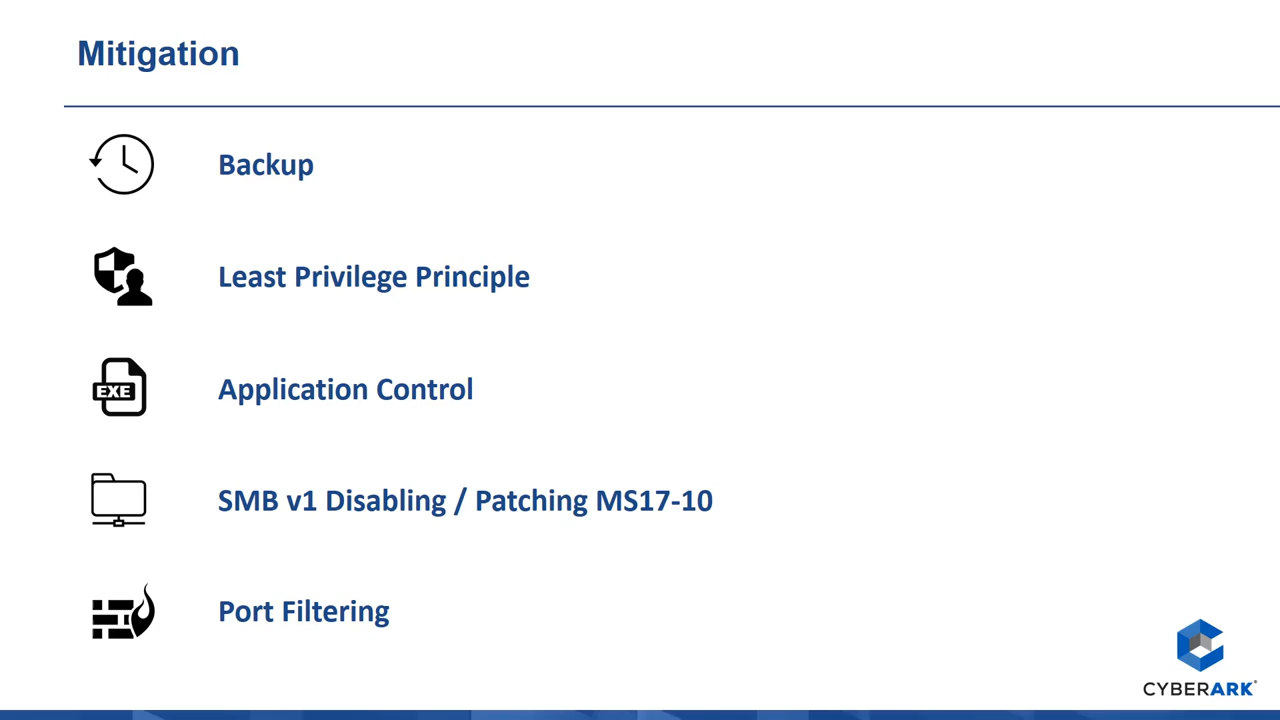 Mitigation
Backup
Least Privilege Principle
EXE
Application Control
SMB v1 Disabling / Patching MS17-10
Port Filtering
CYBERARK®